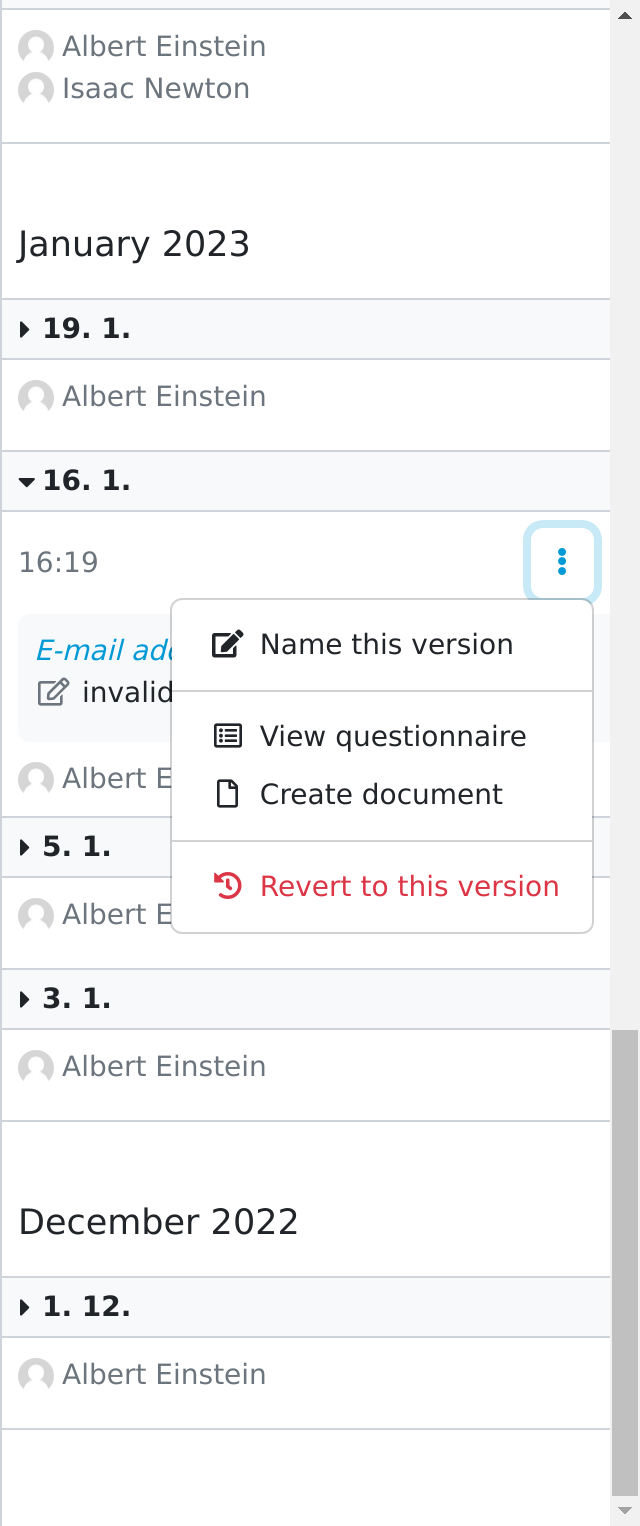 Albert Einstein
Isaac Newton
January 2023
19. 1.
Albert Einstein
16. 1.
16:19
Name this version
E-mail
invalid
View questionnaire
Albert
Create document
5. 1.
Revert to this version
Albert
3. 1.
Albert Einstein
December 2022
1. 12.
Albert Einstein